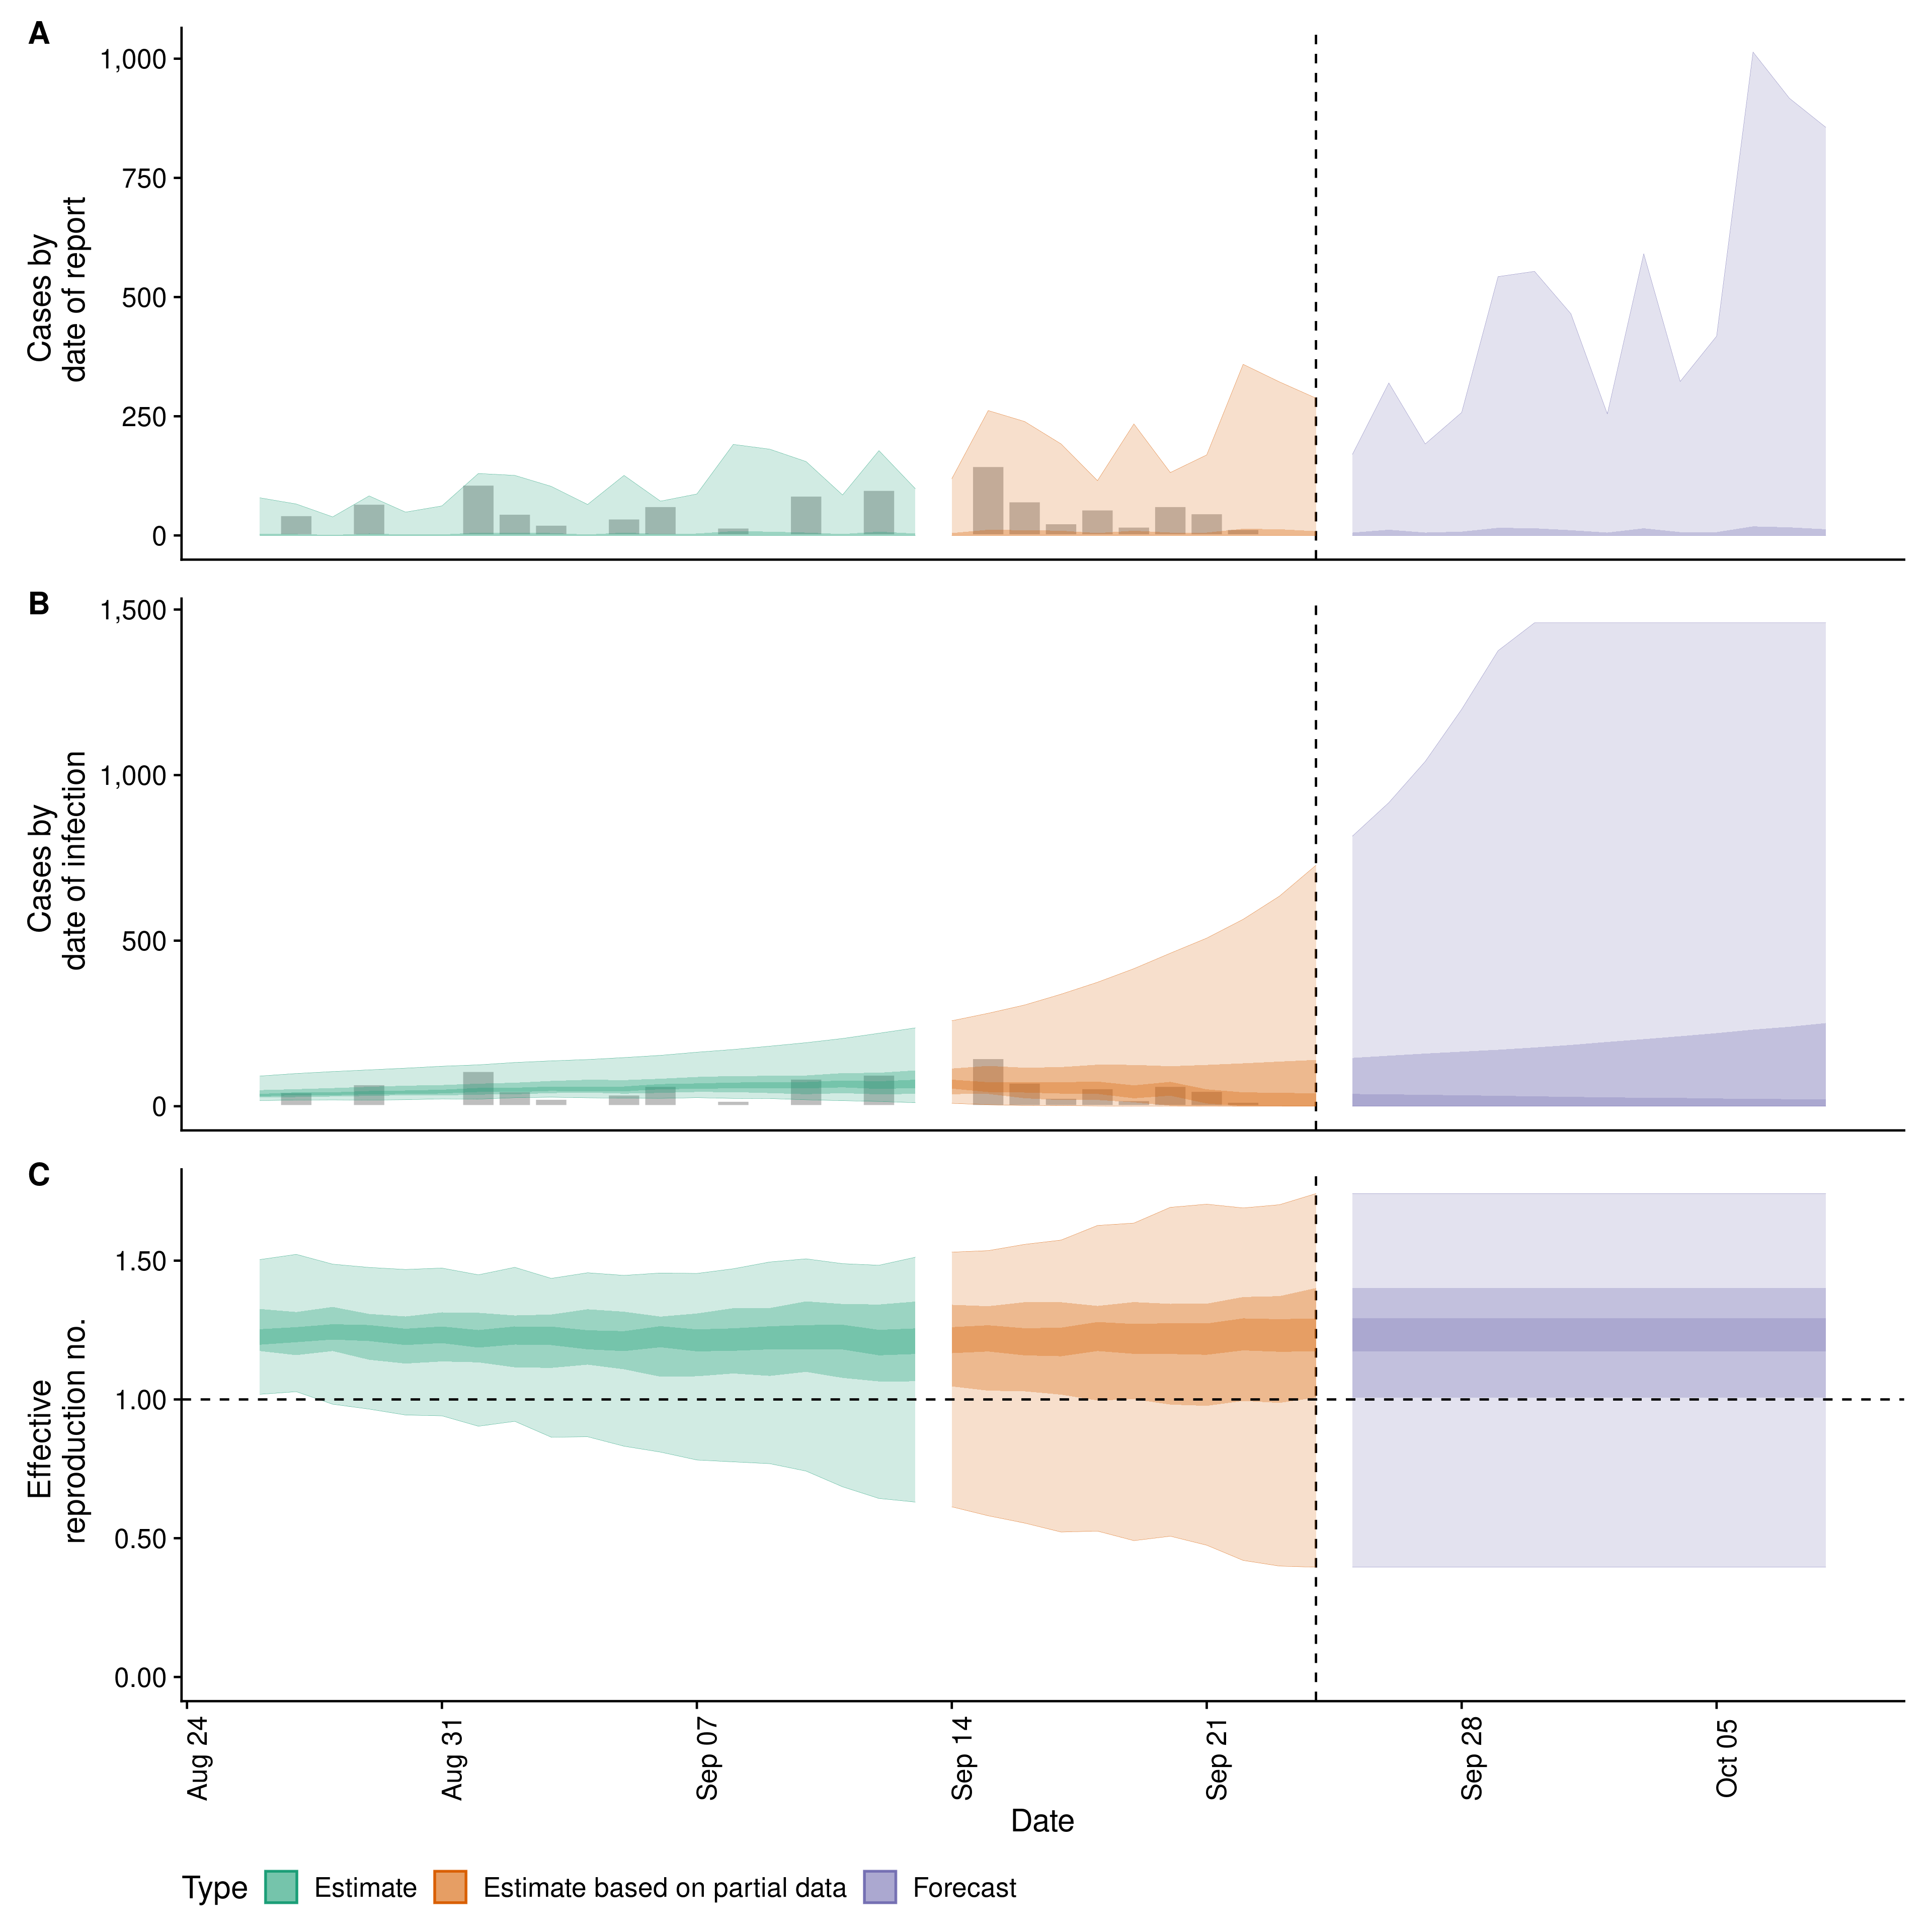 A
1,000
750
500
250
0
Cases by
date of report
B
1,500
1,000
500
0
Cases by
date of infection
C
1.50
1.00
0.50
0.00
Effective
reproduction no.
Aug 24
Aug 31
Sep 07
Sep 14
Sep 21
Sep 28
Oct 05
Date
Type Estimate Estimate based on partial data Forecast